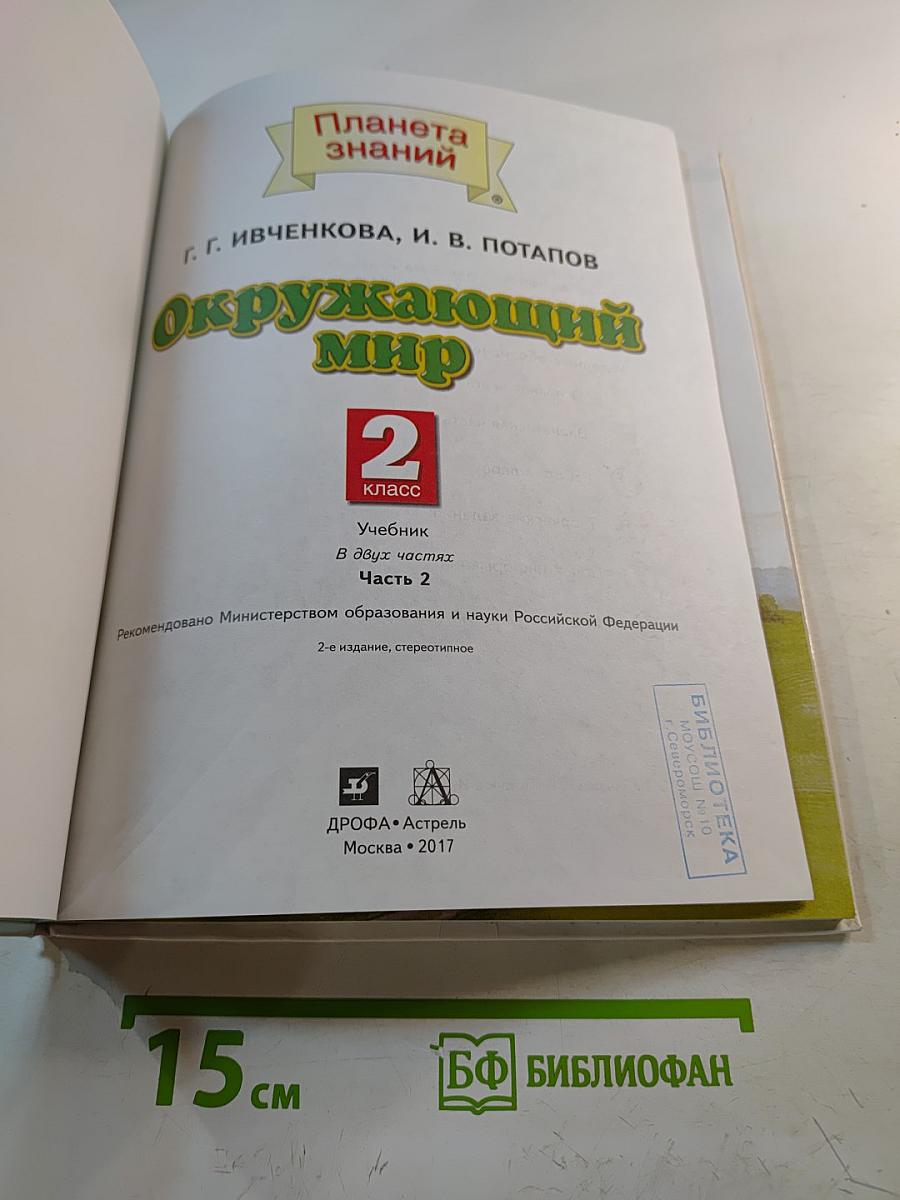 Планета
знаний
®
Г. Г. ИВЧЕНКОВА, И. В. ПОТАПОВ
Окружающий
мир
2
класс
Учебник
В двух частях
Часть 2
Рекомендовано Министерством образования и науки Российской Федерации
2-е издание, стереотипное
БИБЛИОТЕКА
МОУСОШ №10
г.Североморск
ДРОФА • Астрель
Москва • 2017
15 см
БФ БИБЛИОФАН